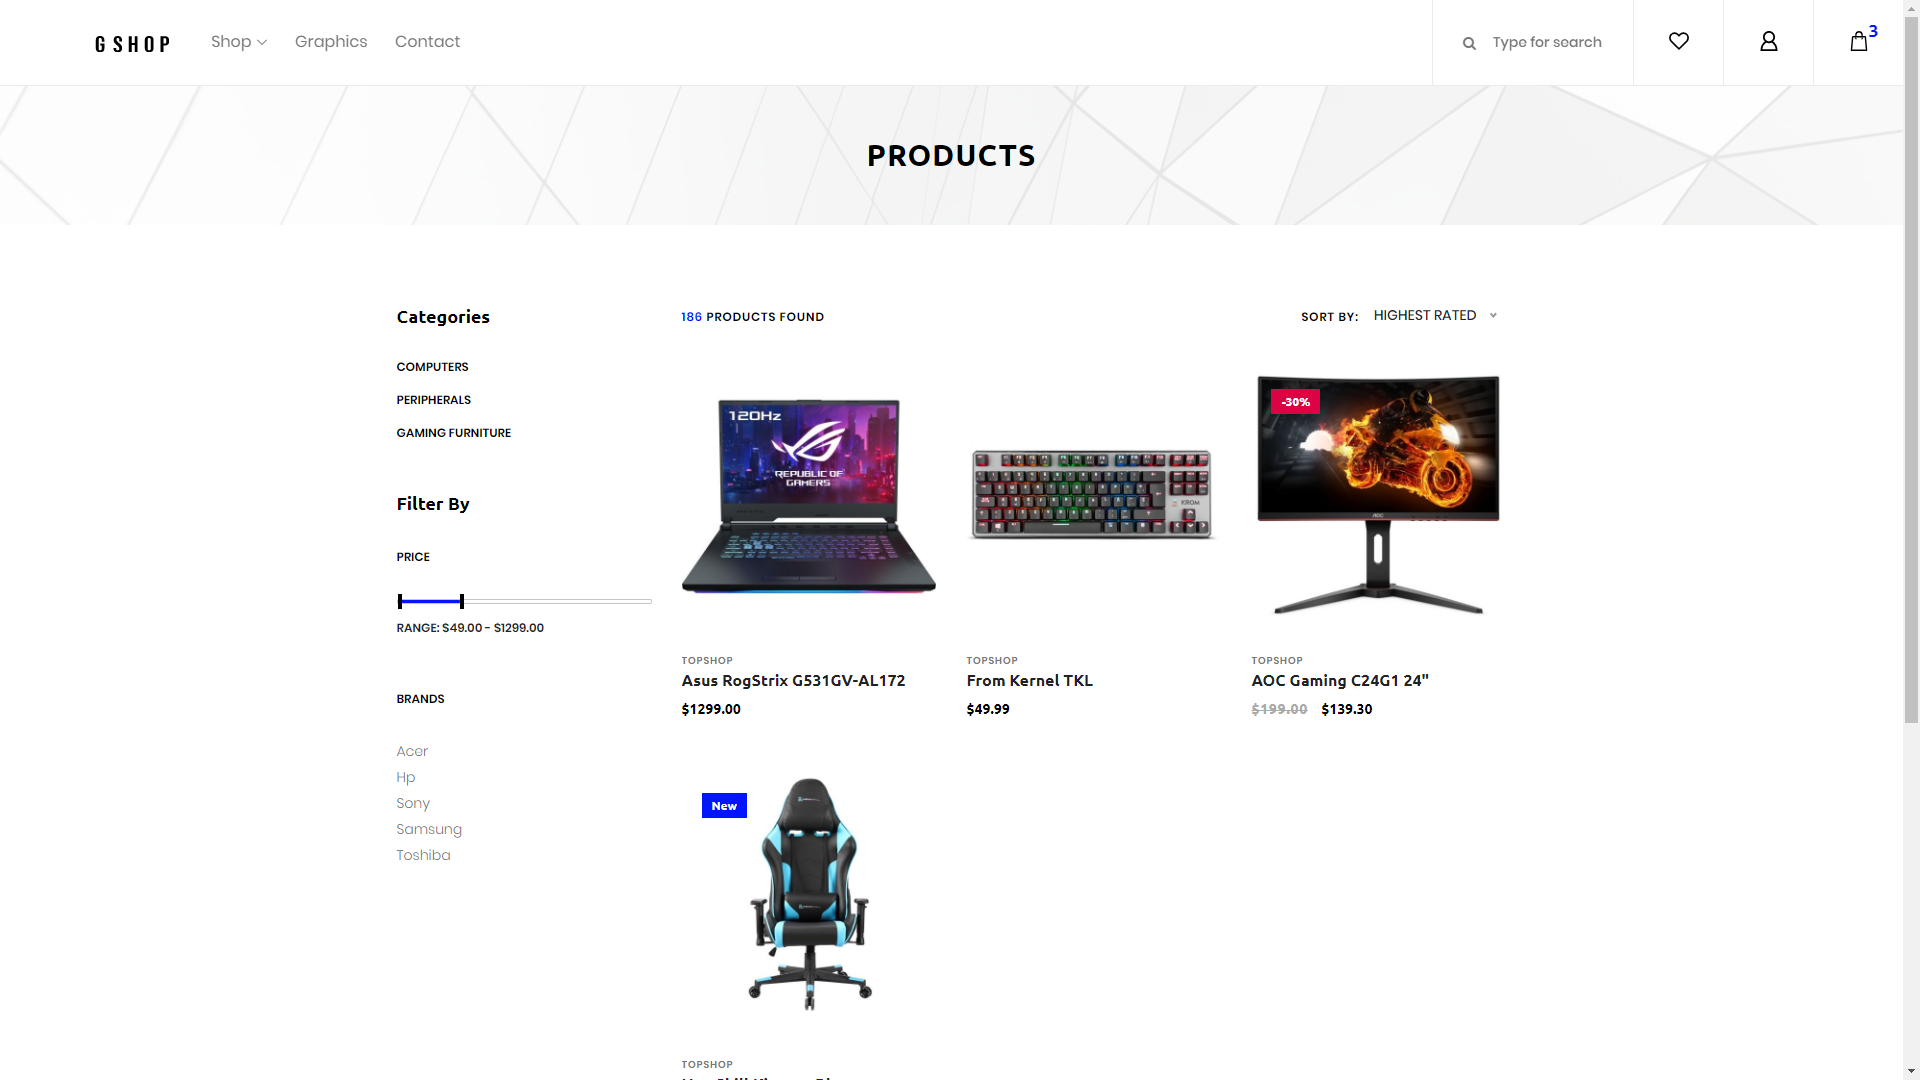 G SHOP
Shop
Graphics
Contact
Type for search
3
PRODUCTS
Categories
COMPUTERS
PERIPHERALS
GAMING FURNITURE
Filter By
PRICE
RANGE: $49.00 - $1299.00
BRANDS
Acer
Hp
Sony
Samsung
Toshiba
186 PRODUCTS FOUND
SORT BY: HIGHEST RATED
120Hz
REPUBLIC OF
GAMERS
KROM
-30%
AOC
TOPSHOP
Asus RogStrix G531GV-AL172
$1299.00
TOPSHOP
From Kernel TKL
$49.99
TOPSHOP
AOC Gaming C24G1 24"
$199.00 $139.30
New
TOPSHOP